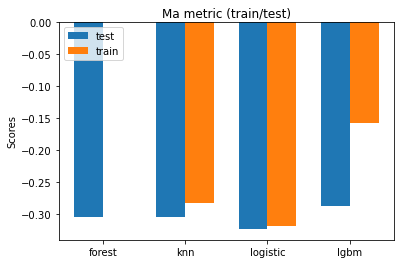 Ma metric (train/test)
test
train
Scores
0.00
−0.05
−0.10
−0.15
−0.20
−0.25
−0.30
forest knn logistic lgbm